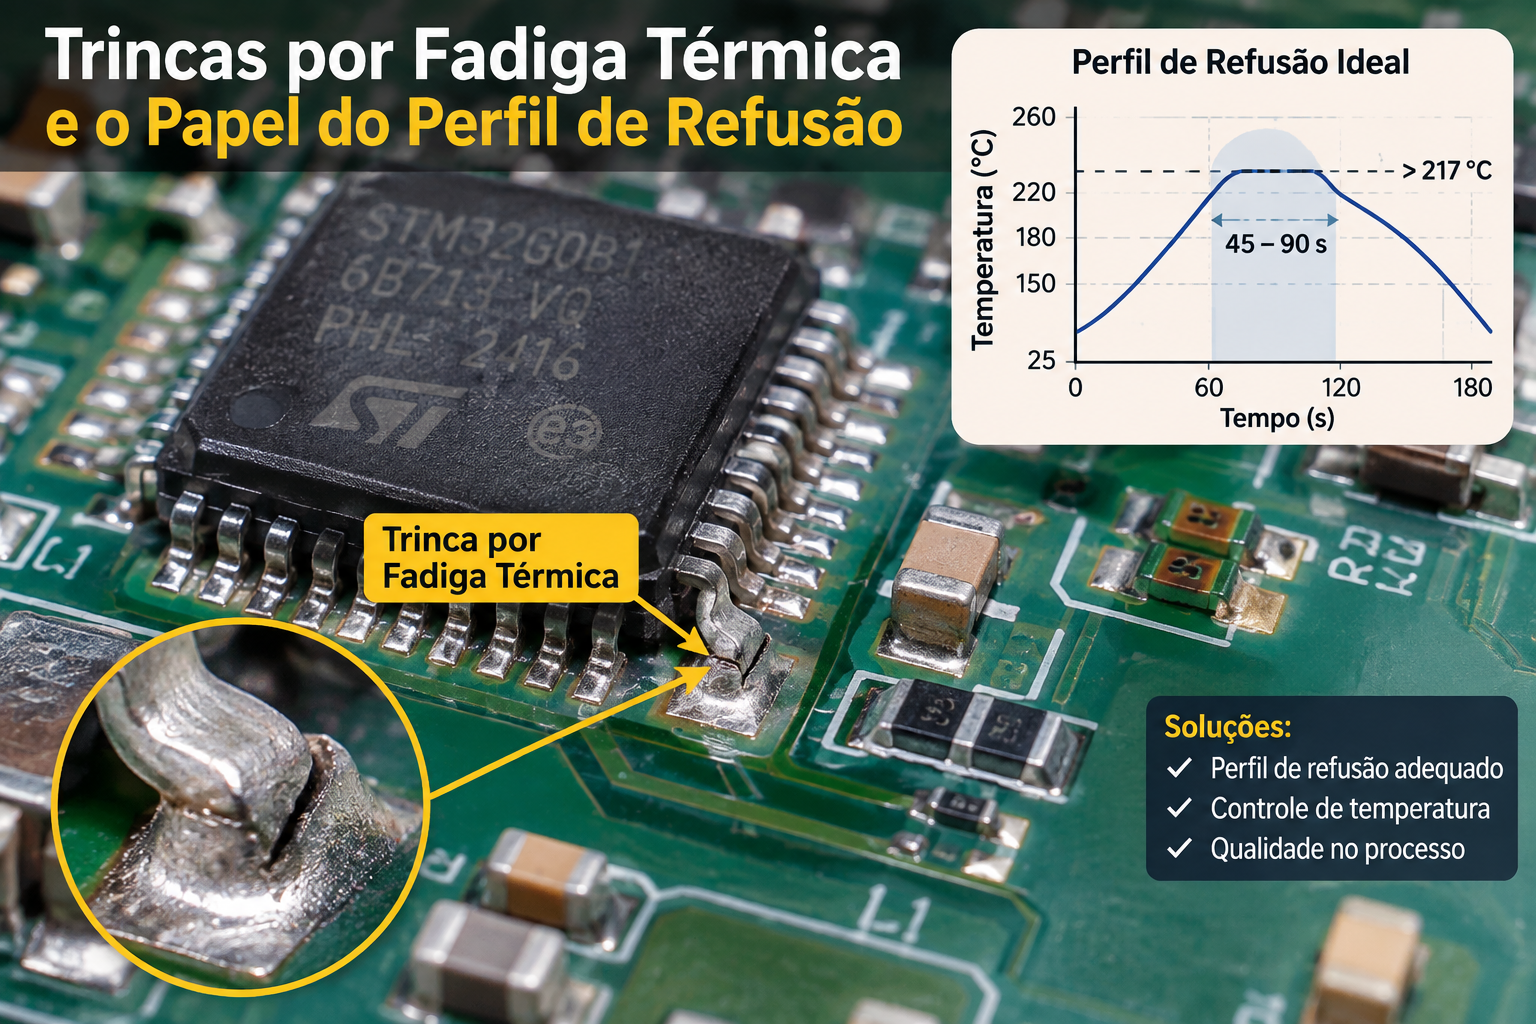 Trincas por Fadiga Térmica
e o Papel do Perfil de Refusão
Perfil de Refusão Ideal
Temperatura (°C)
260
220
180
150
25
> 217 °C
45 – 90 s
0
60
120
180
Tempo (s)
STM3280B1
6B713 VQ
PHL 2416
ST
e3
Trinca por
Fadiga Térmica
Soluções:
✓ Perfil de refusão adequado
✓ Controle de temperatura
✓ Qualidade no processo
L1
L1